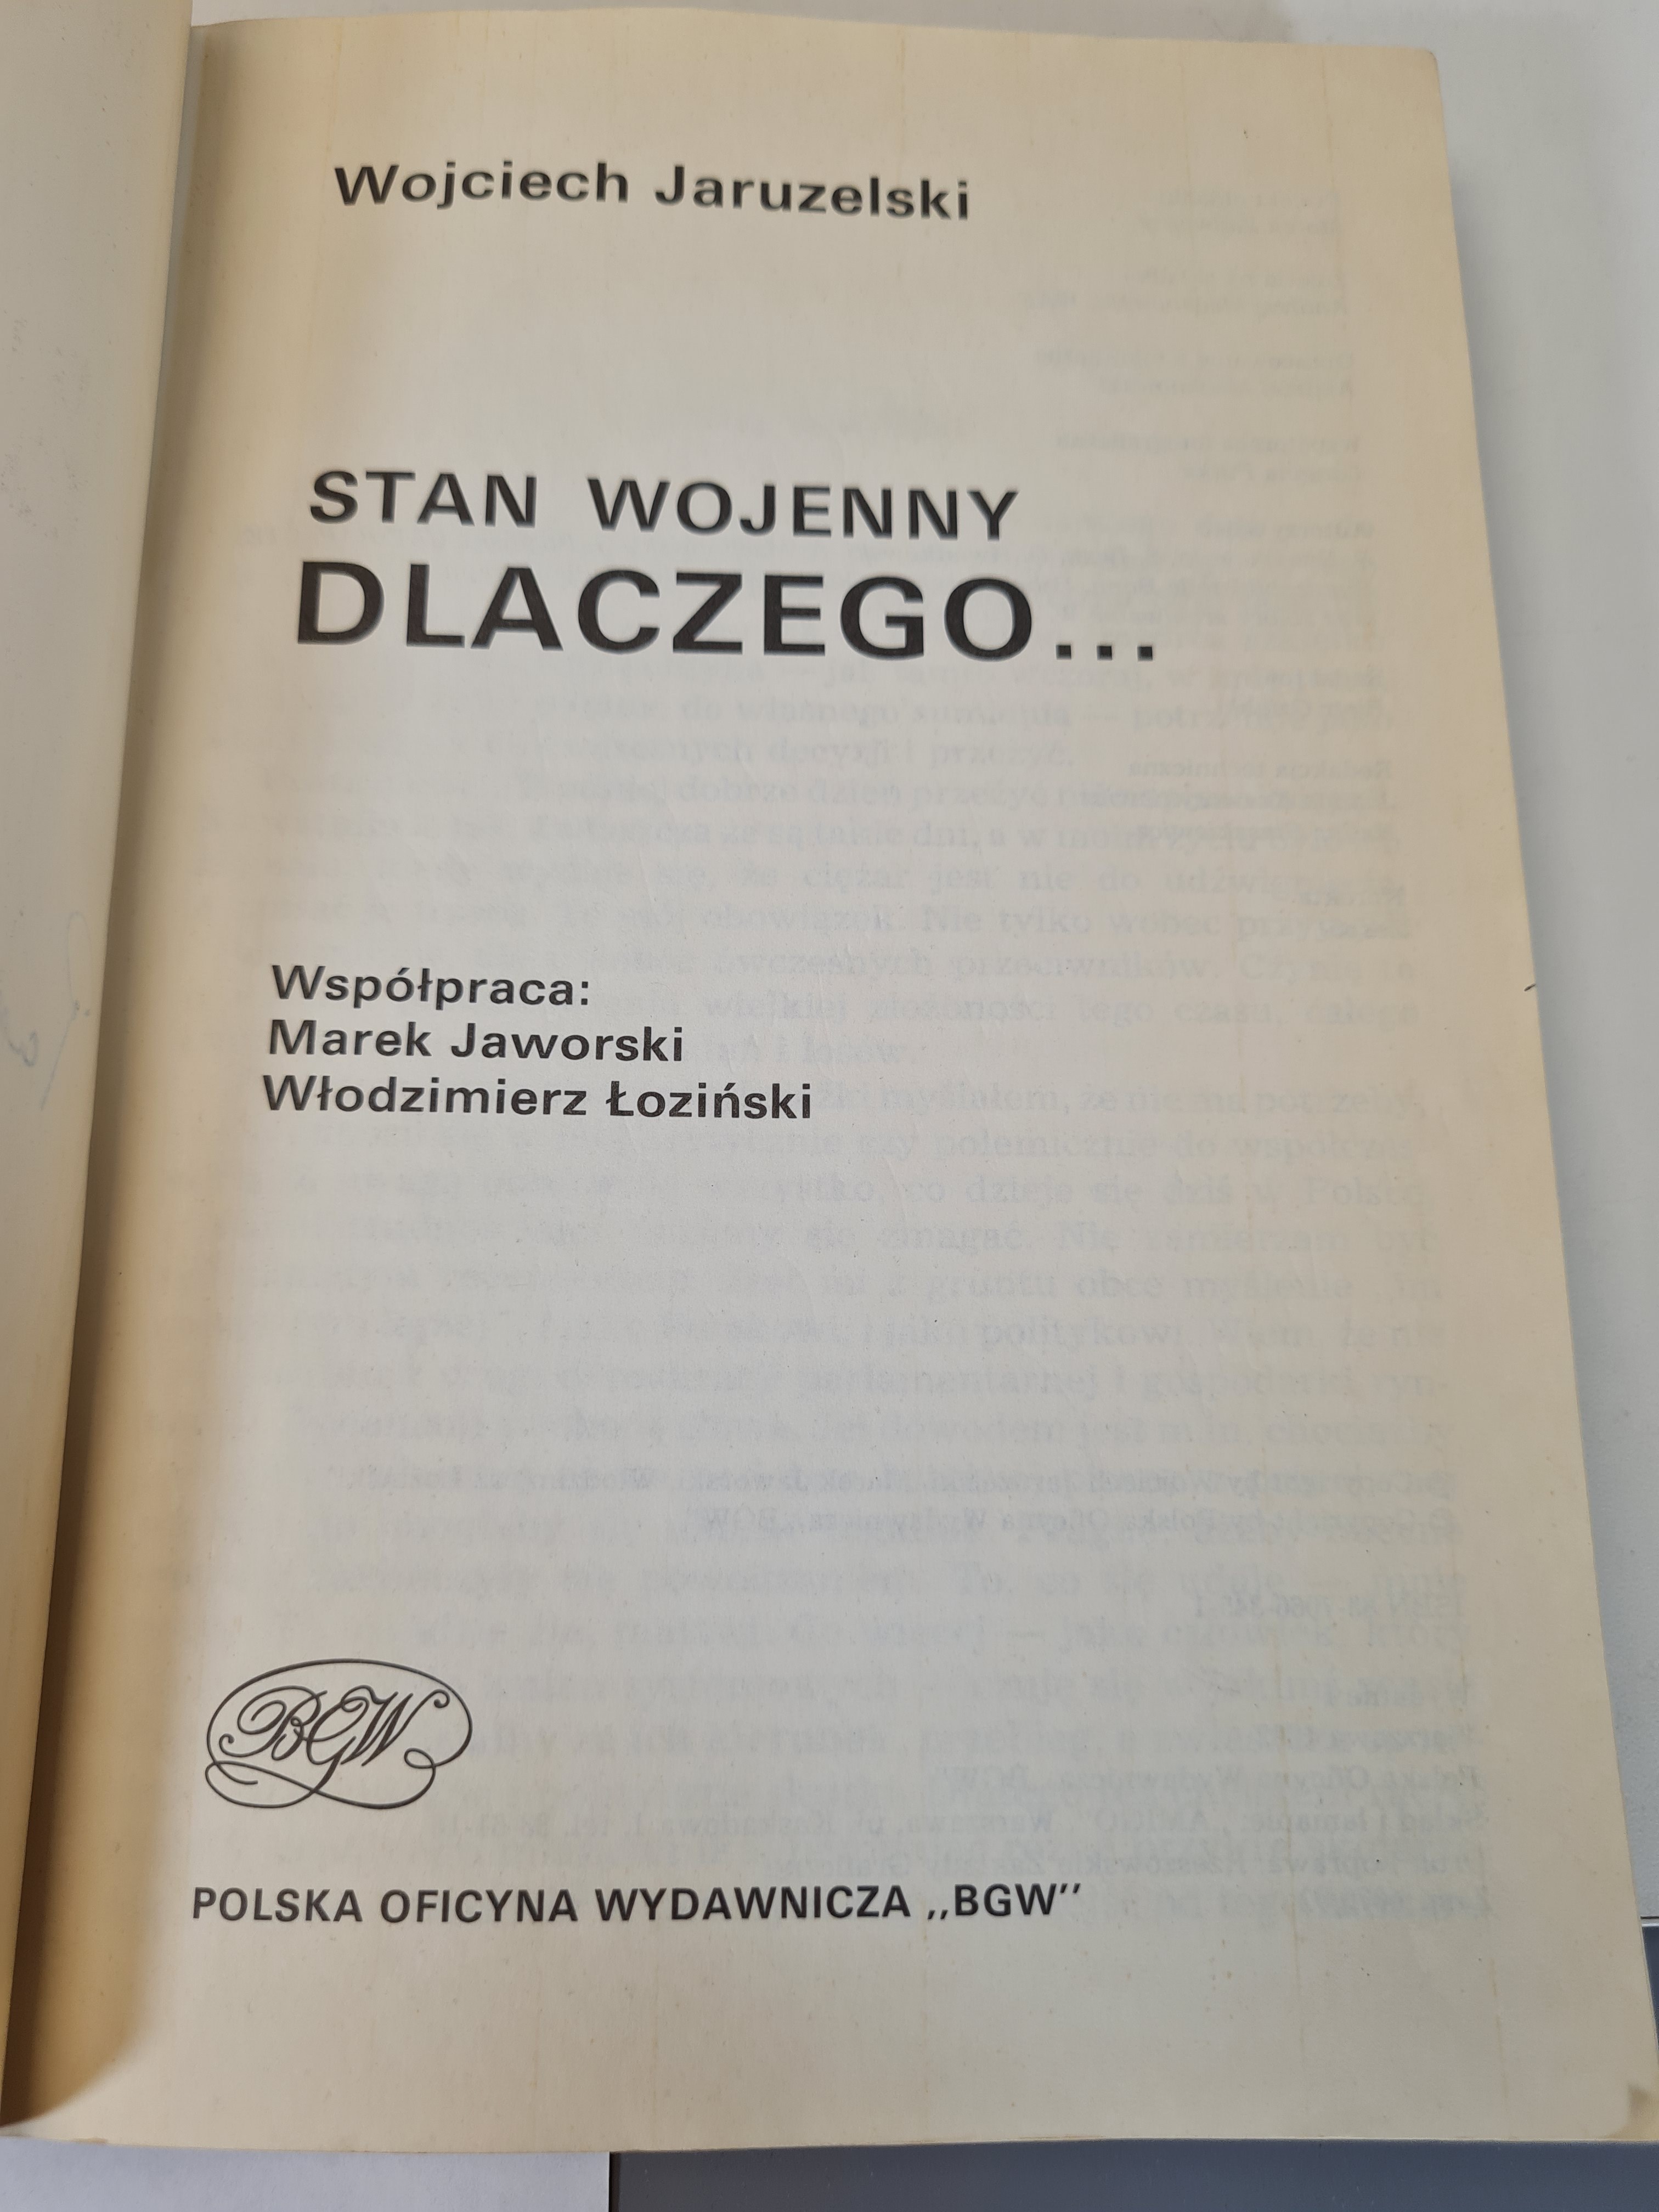 Wojciech Jaruzelski
STAN WOJENNY
DLACZEGO...
Współpraca:
Marek Jaworski
Włodzimierz Łoziński
BGW
POLSKA OFICYNA WYDAWNICZA „BGW”